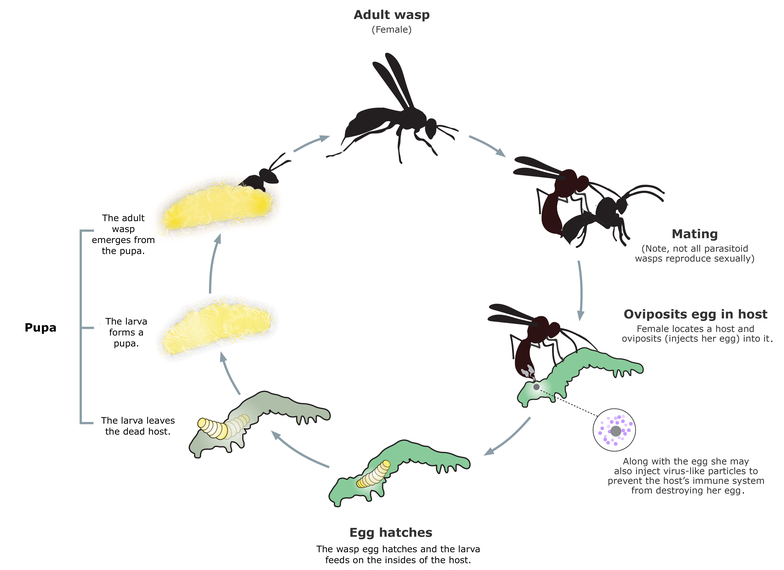 Adult wasp
(Female)
Mating
(Note, not all parasitoid
wasps reproduce sexually)
Oviposits egg in host
Female locates a host and
oviposits (injects her egg) into it.
Along with the egg she may
also inject virus-like particles to
prevent the host's immune system
from destroying her egg.
Egg hatches
The wasp egg hatches and the larva
feeds on the insides of the host.
The larva leaves
the dead host.
Pupa
The larva
forms a
pupa.
The adult
wasp
emerges from
the pupa.